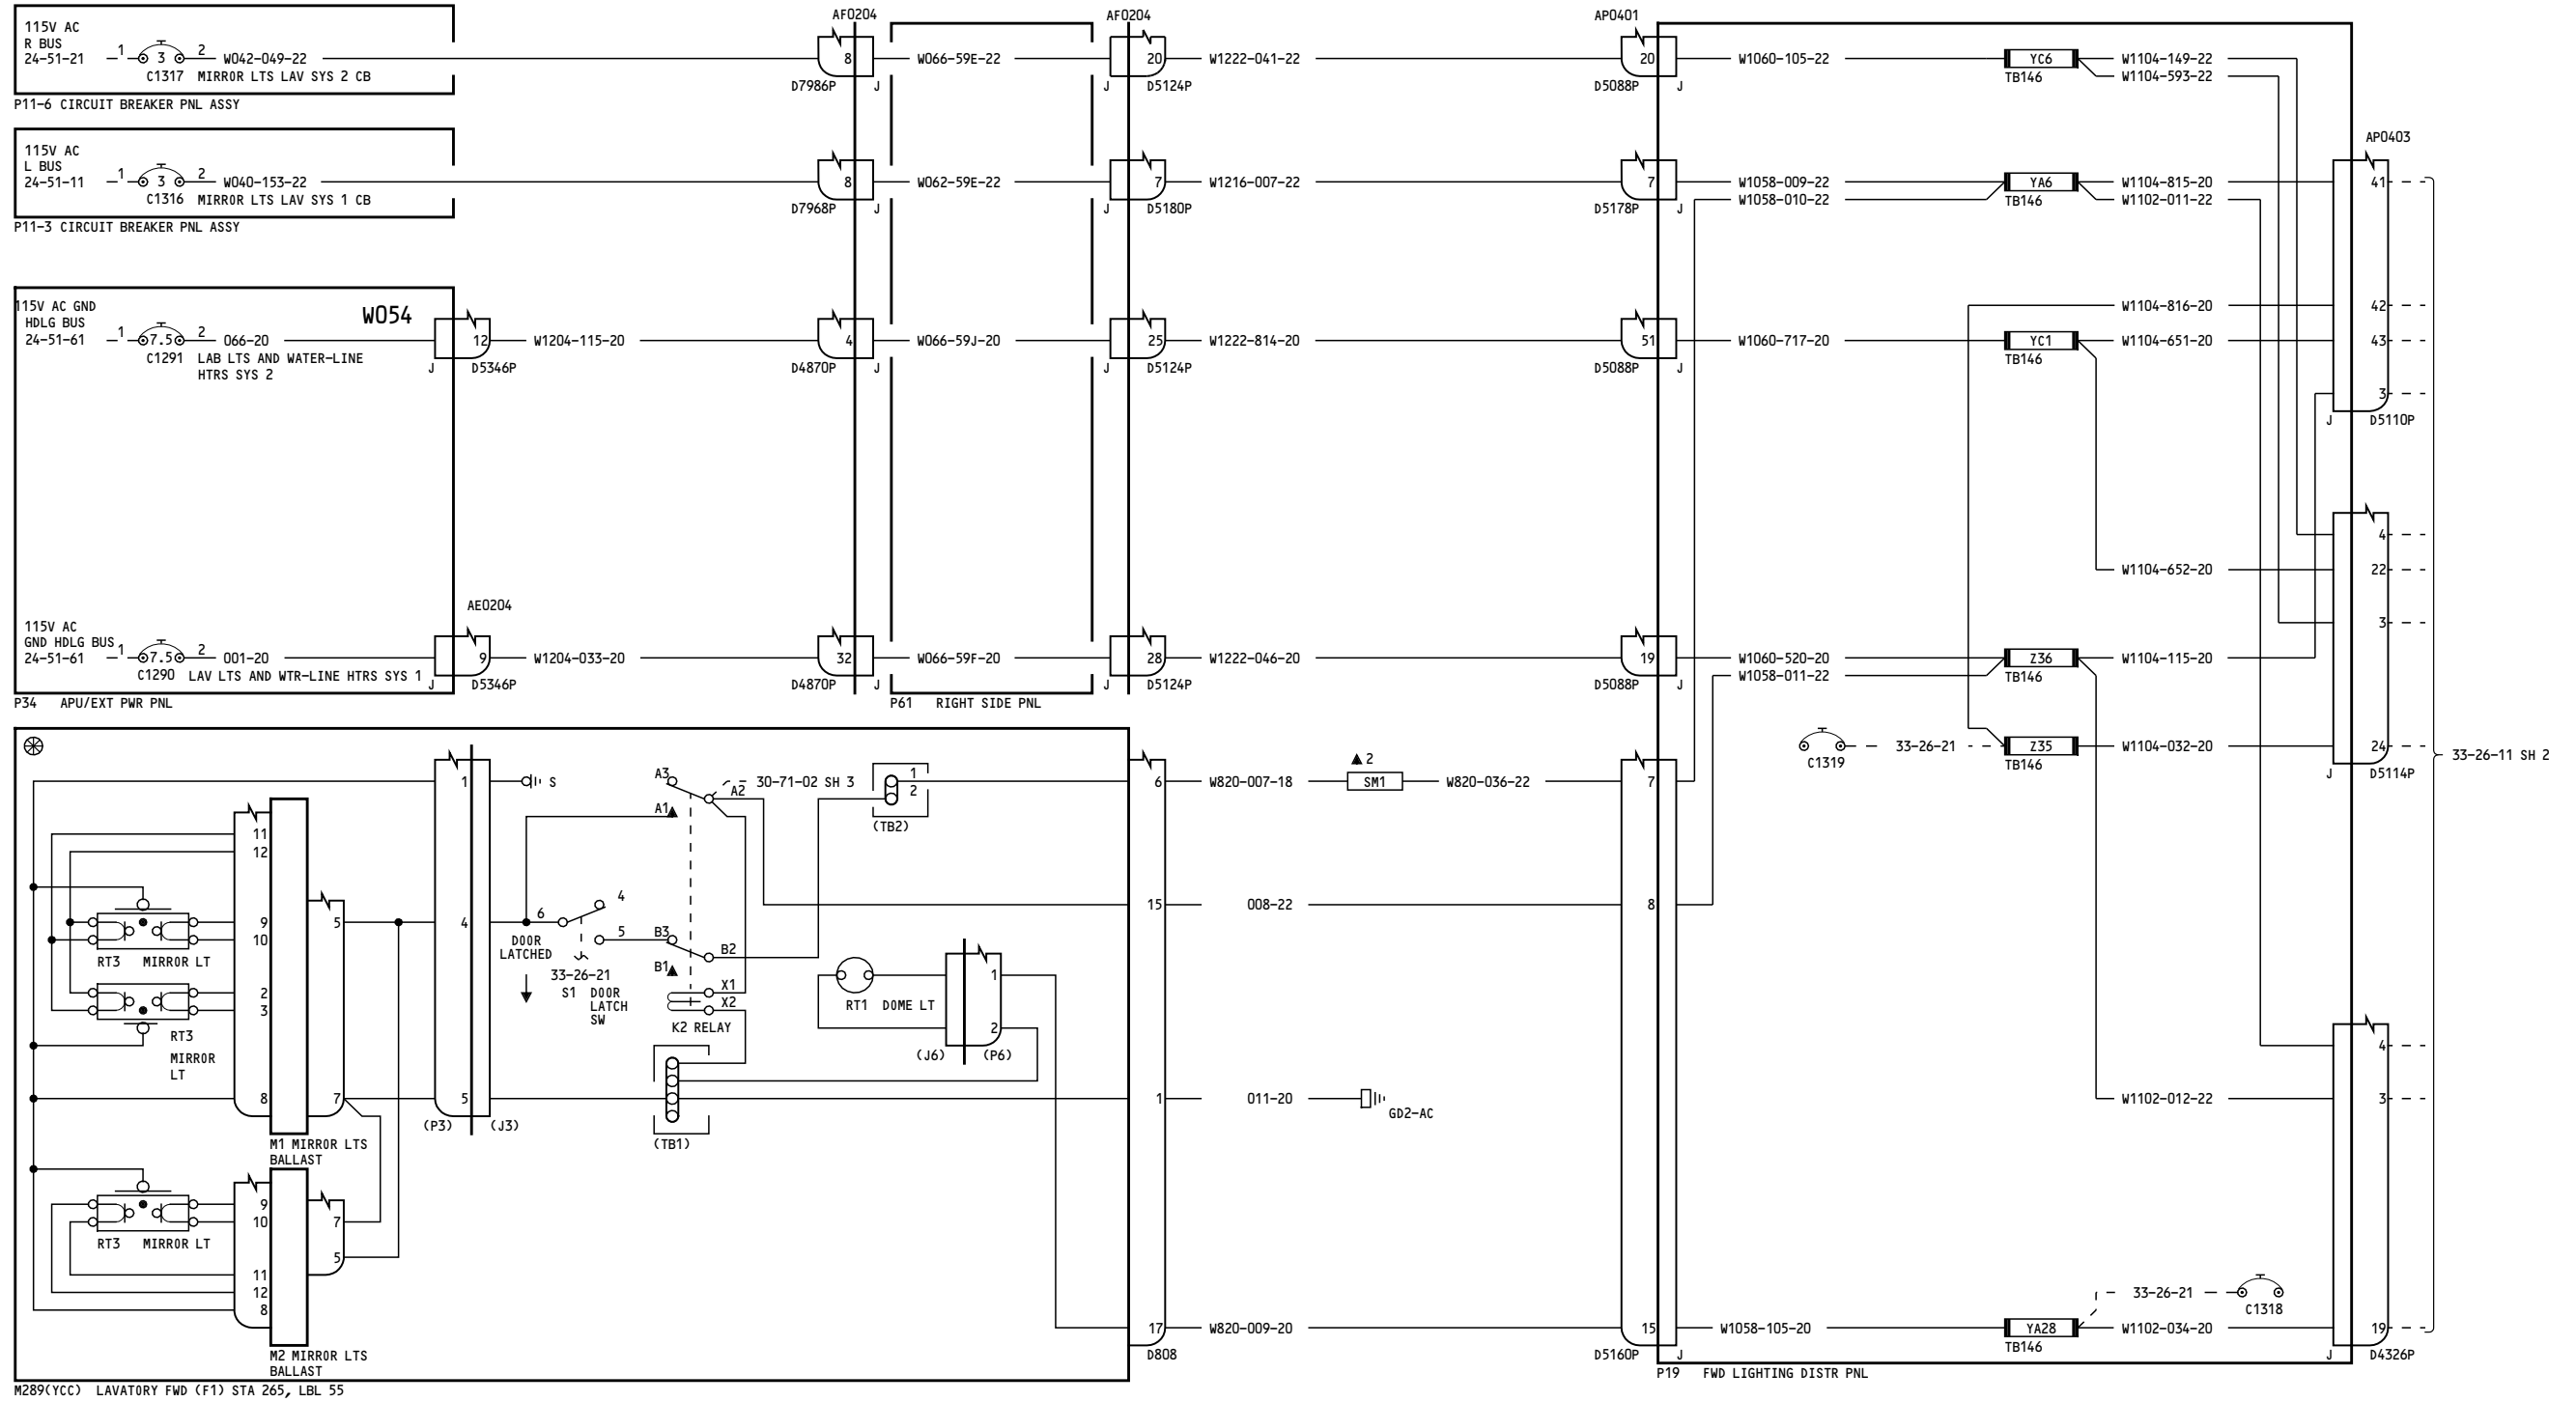 AF0204
AF0204
AP0401
115V AC
R BUS
24-51-21
1
3
2
W042-049-22
8
W066-59E-22
20
W1222-041-22
20
W1060-105-22
YC6
W1104-149-22
C1317 MIRROR LTS LAV SYS 2 CB
D7986P
J
J
D5124P
D5088P
J
TB146
W1104-593-22
P11-6 CIRCUIT BREAKER PNL ASSY
AP0403
115V AC
L BUS
24-51-11
1
3
2
W040-153-22
8
W062-59E-22
7
W1216-007-22
7
W1058-009-22
YA6
W1104-815-20
41
C1316 MIRROR LTS LAV SYS 1 CB
D7968P
J
J
D5180P
D5178P
J
W1058-010-22
TB146
W1102-011-22
P11-3 CIRCUIT BREAKER PNL ASSY
115V AC GND
HDLG BUS
24-51-61
W054
W1104-816-20
42
1
7.5
2
066-20
12
W1204-115-20
4
W066-59J-20
25
W1222-814-20
51
W1060-717-20
YC1
W1104-651-20
43
C1291 LAB LTS AND WATER-LINE
HTRS SYS 2
J
D5346P
D4870P
J
J
D5124P
D5088P
J
TB146
3
J
D5110P
4
W1104-652-20
22
AE0204
3
115V AC
GND HDLG BUS
24-51-61
1
7.5
2
001-20
9
W1204-033-20
32
W066-59F-20
28
W1222-046-20
19
W1060-520-20
Z36
W1104-115-20
C1290 LAV LTS AND WTR-LINE HTRS SYS 1
J
D5346P
D4870P
J
J
D5124P
D5088P
J
W1058-011-22
TB146
P34 APU/EXT PWR PNL
P61 RIGHT SIDE PNL
C1319
33-26-21
Z35
TB146
W1104-032-20
24
J
D5114P
33-26-11 SH 2
1
S
A3
A2
30-71-02 SH 3
A1
1
2
(TB2)
6
W820-007-18
2
SM1
W820-036-22
7
11
12
9
10
RT3 MIRROR LT
5
4
6
4
DOOR
LATCHED
5
33-26-21
S1 DOOR
LATCH
SW
B3
B2
B1
X1
X2
K2 RELAY
15
008-22
8
2
3
RT3
MIRROR
LT
RT1 DOME LT
1
2
(J6)
(P6)
4
8
7
5
(P3)
(J3)
(TB1)
1
011-20
GD2-AC
W1102-012-22
3
M1 MIRROR LTS
BALLAST
9
10
7
RT3 MIRROR LT
5
11
12
8
M2 MIRROR LTS
BALLAST
33-26-21
C1318
17
W820-009-20
15
W1058-105-20
YA28
W1102-034-20
19
D808
D5160P
J
TB146
J
D4326P
P19 FWD LIGHTING DISTR PNL
M289(YCC) LAVATORY FWD (F1) STA 265, LBL 55